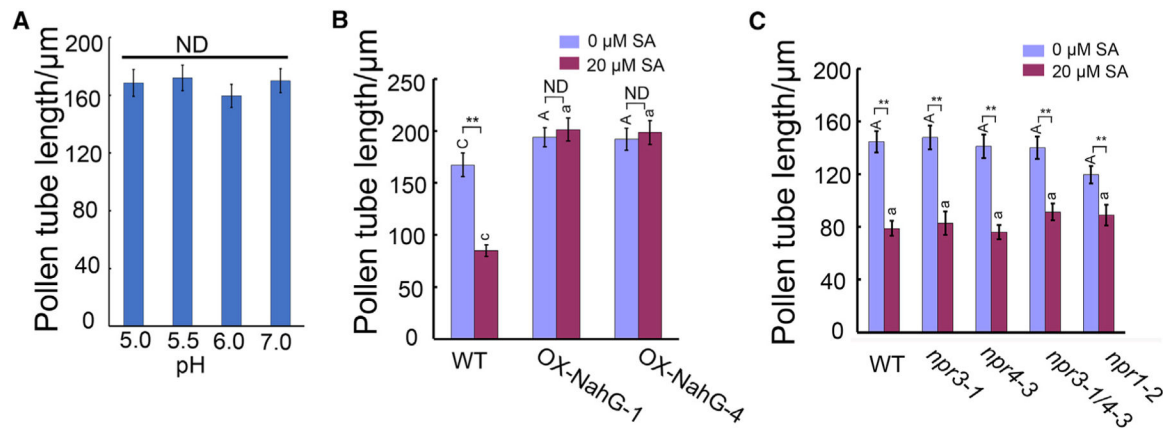 A
Pollen tube length/µm
200
160
120
80
40
0
ND
5.0 5.5 6.0 7.0
pH
B
0 µM SA
20 µM SA
Pollen tube length/µm
250
200
150
100
50
0
**
C
c
ND
A
a
ND
A
a
WT
OX-NahG-1
OX-NahG-4
C
0 µM SA
20 µM SA
Pollen tube length/µm
200
160
120
80
40
0
**
A
a
**
A
a
**
A
a
**
A
a
**
A
a
WT
npr3-1
npr4-3
npr3-1/4-3
npr1-2